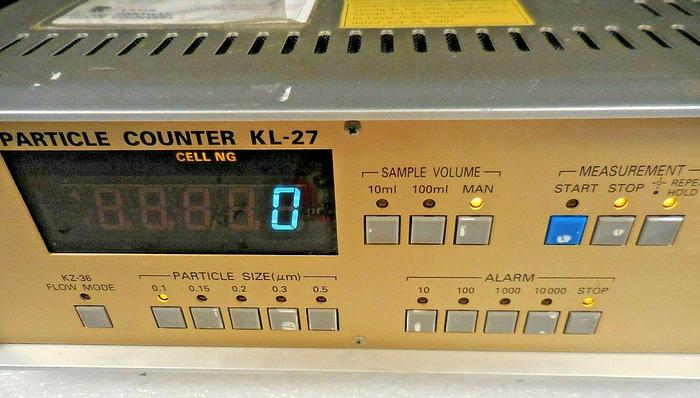 PARTICLE COUNTER KL-27
CELL NG
0
SAMPLE VOLUME
10ml 100ml MAN
MEASUREMENT
START STOP
HOLD
KZ-36
FLOW MODE
PARTICLE SIZE(μm)
0.1 0.15 0.2 0.3 0.5
ALARM
10 100 1000 10000 STOP